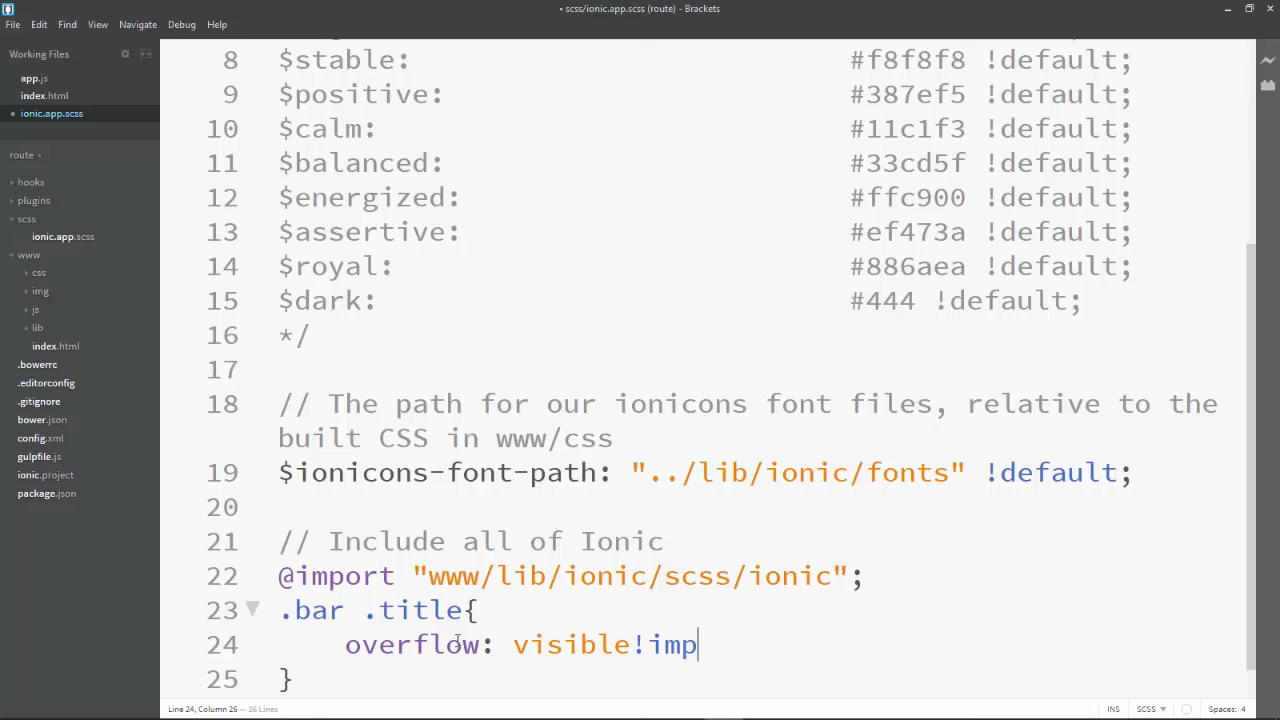 • scss/ionic.app.scss (route) - Brackets
File Edit Find View Navigate Debug Help
Working Files
app.js
index.html
• ionic.app.scss
route
hooks
plugins
scss
ionic.app.scss
www
css
img
js
lib
index.html
.bowerrc
.editorconfig
.gitignore
bower.json
config.xml
gulpfile.js
ionic.project
package.json
8 $stable: #f8f8f8 !default;
9 $positive: #387ef5 !default;
10 $calm: #11c1f3 !default;
11 $balanced: #33cd5f !default;
12 $energized: #ffc900 !default;
13 $assertive: #ef473a !default;
14 $royal: #886aea !default;
15 $dark: #444 !default;
16 */
17
18 // The path for our ionicons font files, relative to the
built CSS in www/css
19 $ionicons-font-path: "../lib/ionic/fonts" !default;
20
21 // Include all of Ionic
22 @import "www/lib/ionic/scss/ionic";
23 .bar .title{
24 overflow: visible!imp
25 }
Line 24, Column 26 — 26 Lines
INS SCSS Spaces: 4